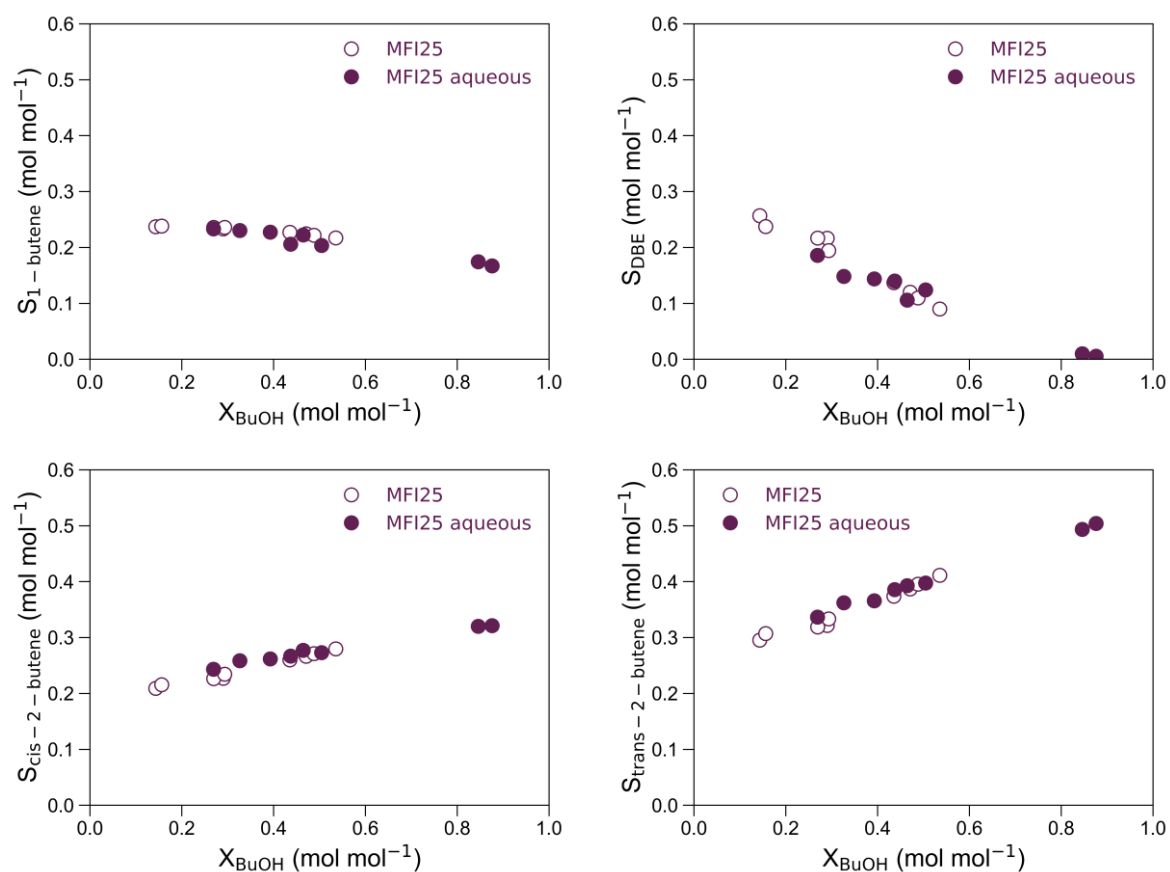 0.6
0.5
0.4
0.3
0.2
0.1
0.0
S1 − butene (mol mol−1)
MFI25
MFI25 aqueous
0.0 0.2 0.4 0.6 0.8 1.0
XBuOH (mol mol−1)
0.6
0.5
0.4
0.3
0.2
0.1
0.0
SDBE (mol mol−1)
MFI25
MFI25 aqueous
0.0 0.2 0.4 0.6 0.8 1.0
XBuOH (mol mol−1)
0.6
0.5
0.4
0.3
0.2
0.1
0.0
Scis − 2 − butene (mol mol−1)
MFI25
MFI25 aqueous
0.0 0.2 0.4 0.6 0.8 1.0
XBuOH (mol mol−1)
0.6
0.5
0.4
0.3
0.2
0.1
0.0
Strans − 2 − butene (mol mol−1)
MFI25
MFI25 aqueous
0.0 0.2 0.4 0.6 0.8 1.0
XBuOH (mol mol−1)